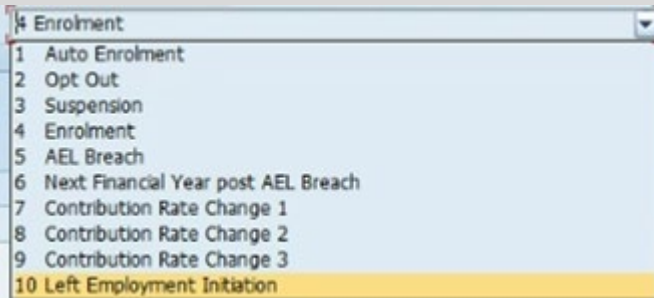 4 Enrolment
1 Auto Enrolment
2 Opt Out
3 Suspension
4 Enrolment
5 AEL Breach
6 Next Financial Year post AEL Breach
7 Contribution Rate Change 1
8 Contribution Rate Change 2
9 Contribution Rate Change 3
10 Left Employment Initiation